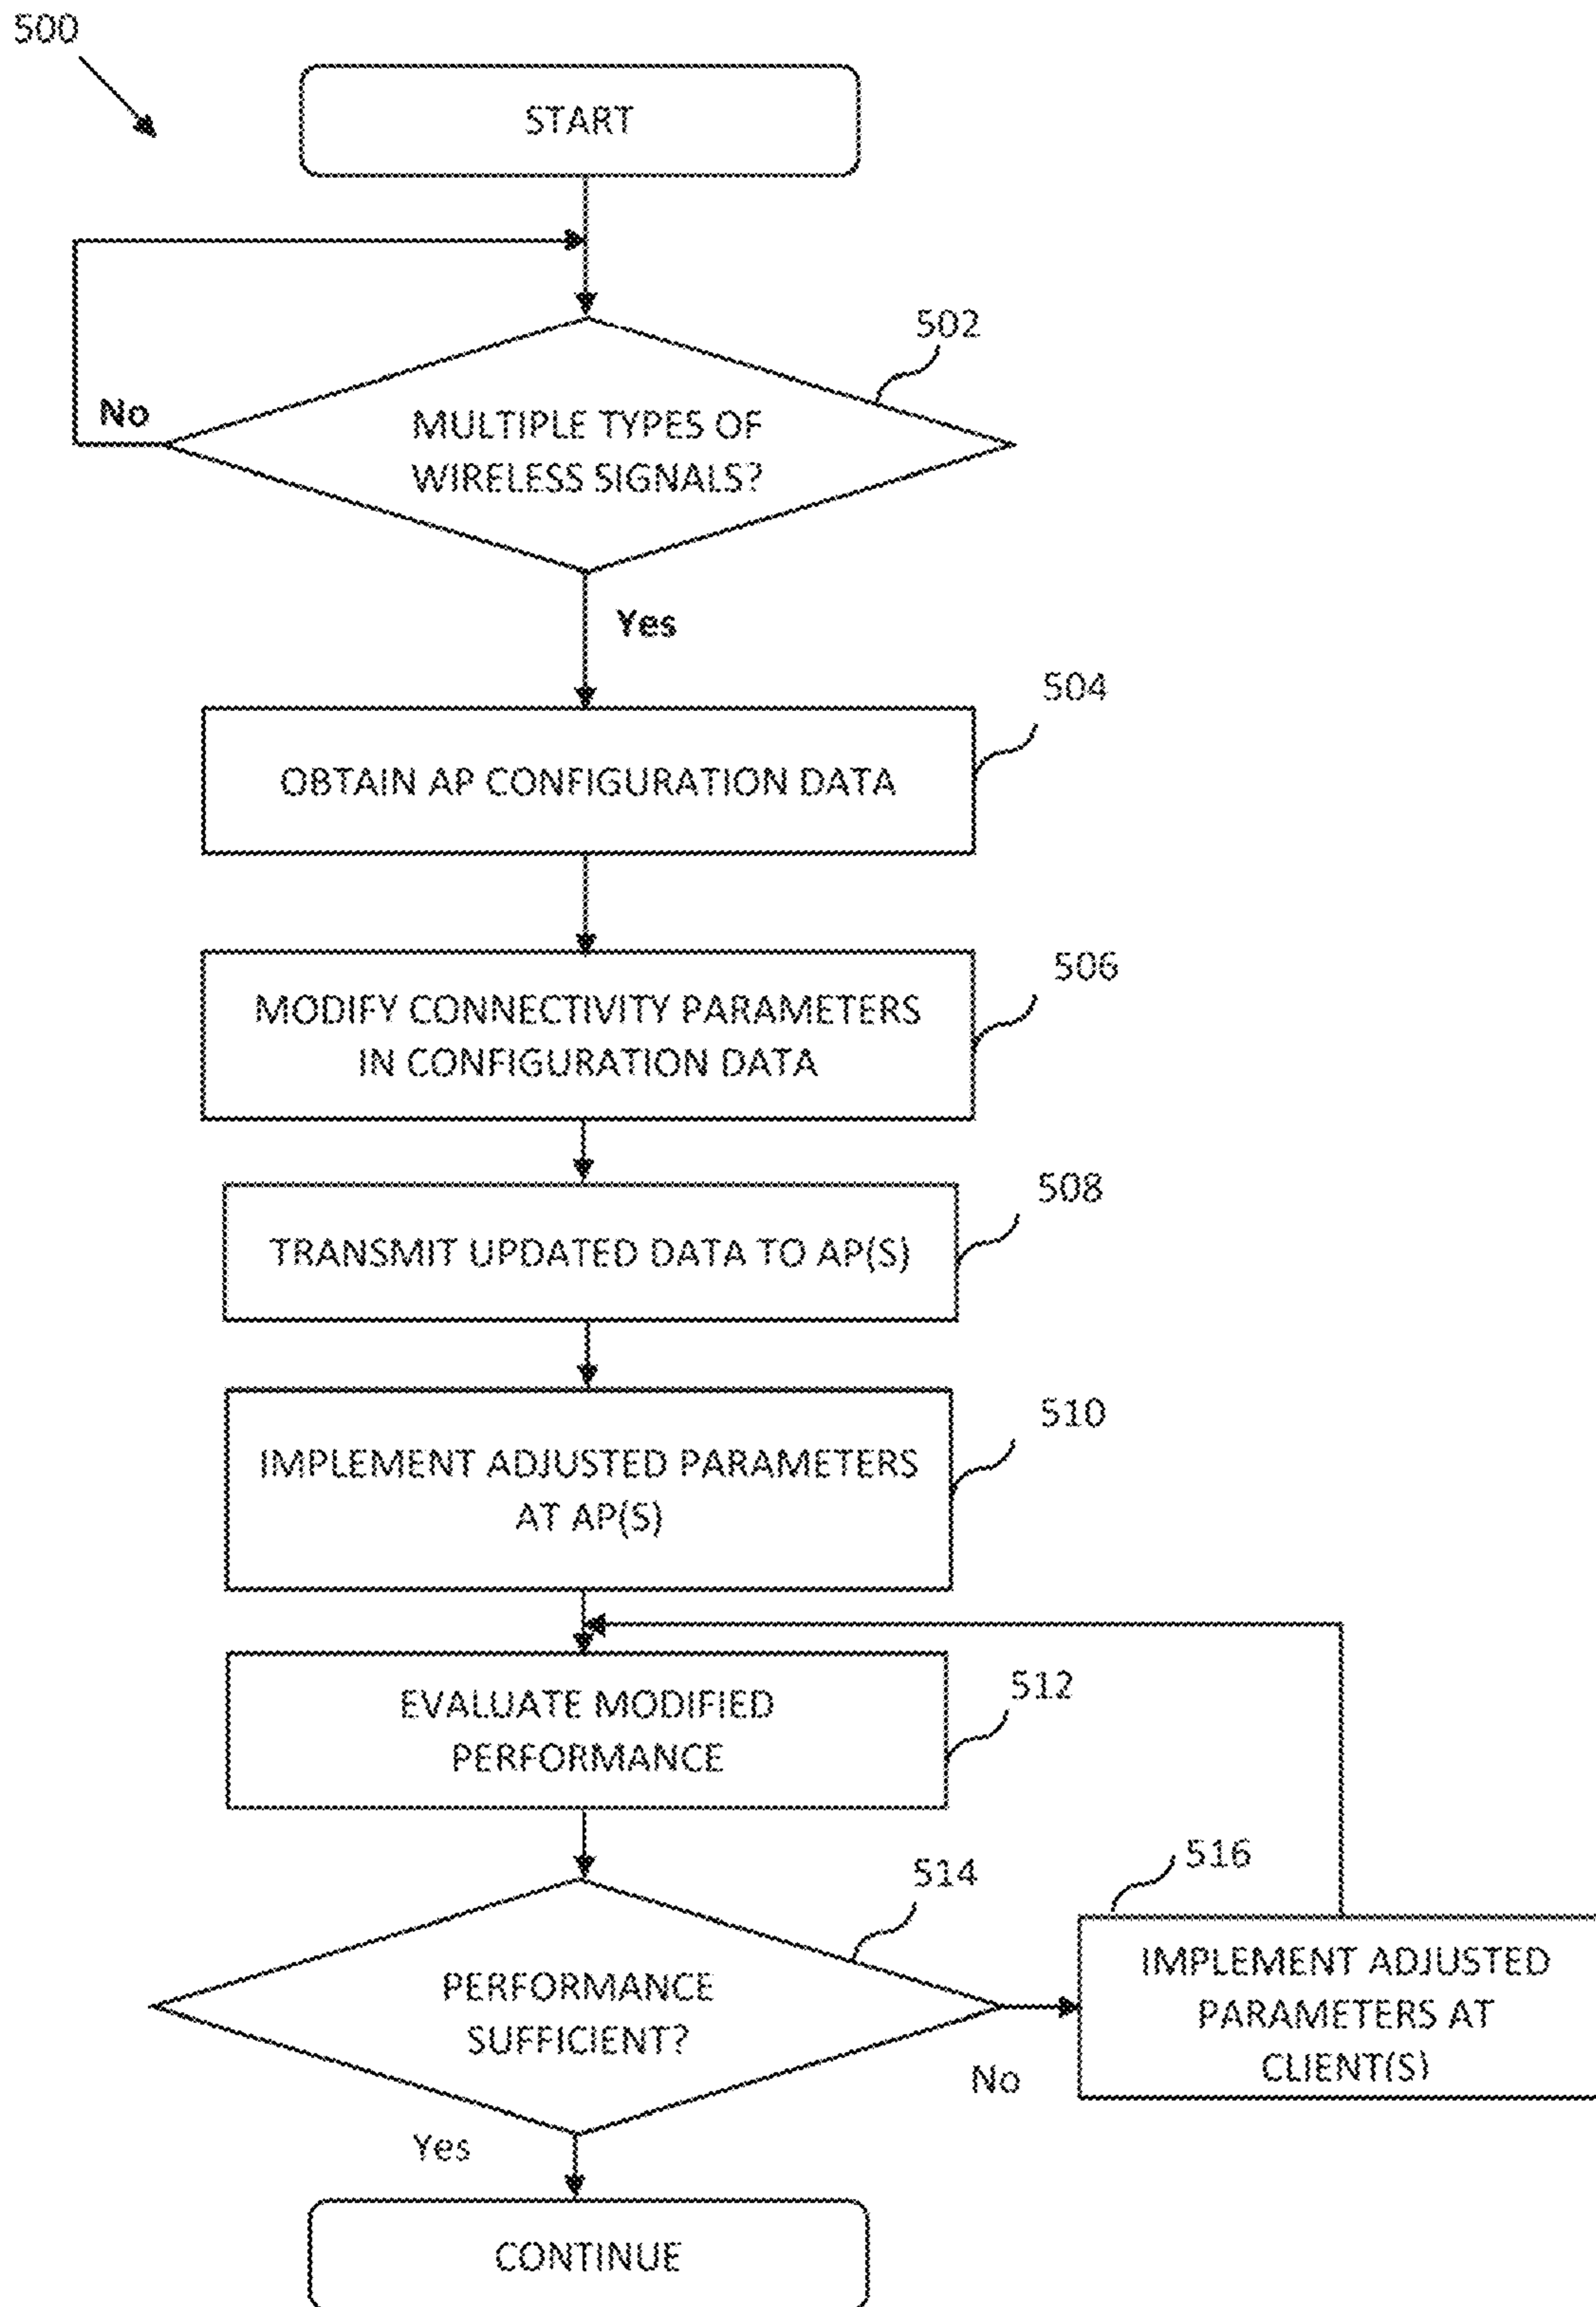 500
START
502
No
MULTIPLE TYPES OF
WIRELESS SIGNALS?
Yes
504
OBTAIN AP CONFIGURATION DATA
506
MODIFY CONNECTIVITY PARAMETERS
IN CONFIGURATION DATA
508
TRANSMIT UPDATED DATA TO AP(S)
510
IMPLEMENT ADJUSTED PARAMETERS
AT AP(S)
512
EVALUATE MODIFIED
PERFORMANCE
514
516
PERFORMANCE
SUFFICIENT?
No
IMPLEMENT ADJUSTED
PARAMETERS AT
CLIENT(S)
Yes
CONTINUE